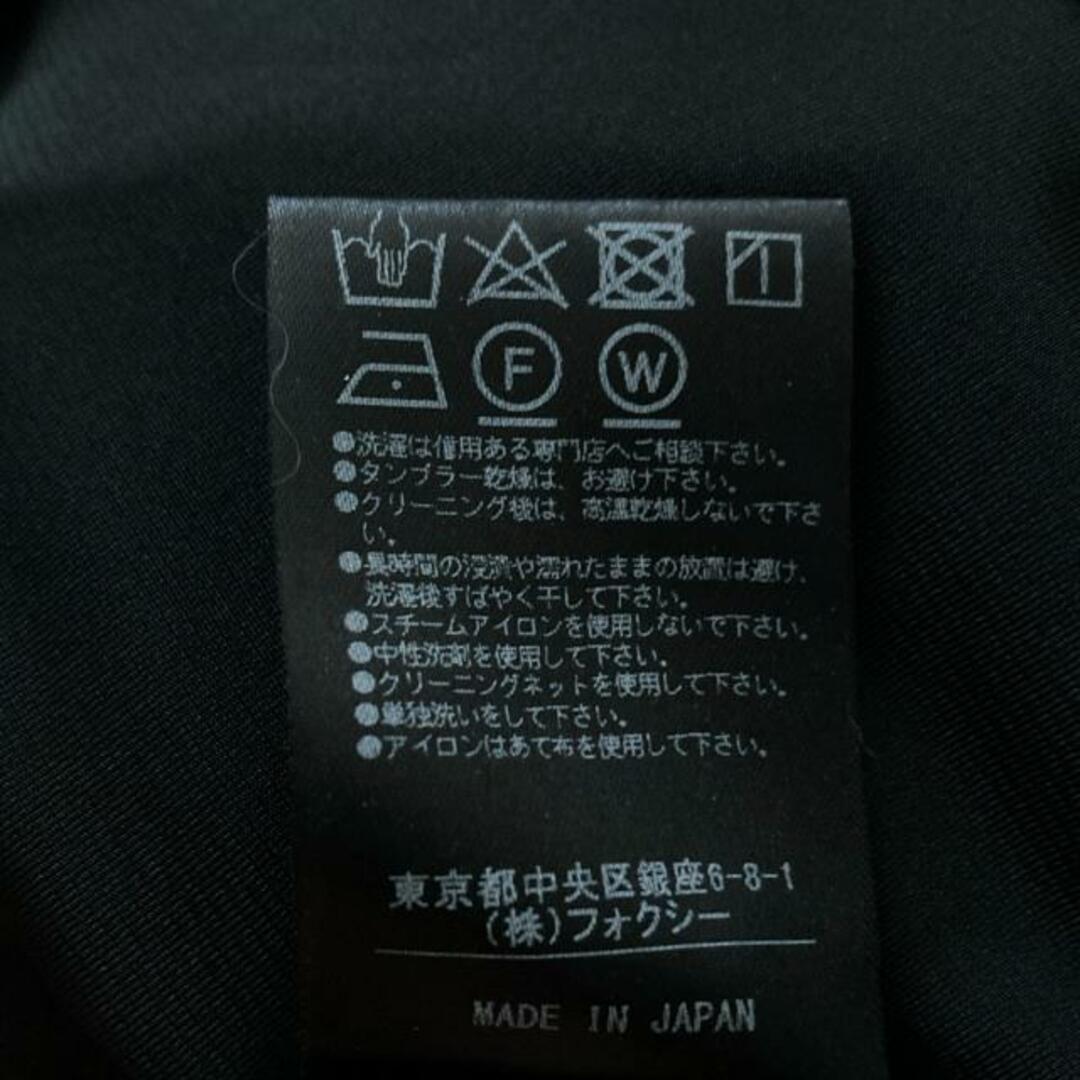 F W
●洗濯は信用ある専門店へご相談下さい。
●タンブラー乾燥は、お避け下さい。
●クリーニング後は、高温乾燥しないで下さ
い。
●長時間の浸漬や濡れたままの放置は避け、
洗濯後すばやく干して下さい。
●スチームアイロンを使用しないで下さい。
●中性洗剤を使用して下さい。
●クリーニングネットを使用して下さい。
●単独洗いをして下さい。
●アイロンはあて布を使用して下さい。
東京都中央区銀座6-8-1
(株)フォクシー
MADE IN JAPAN